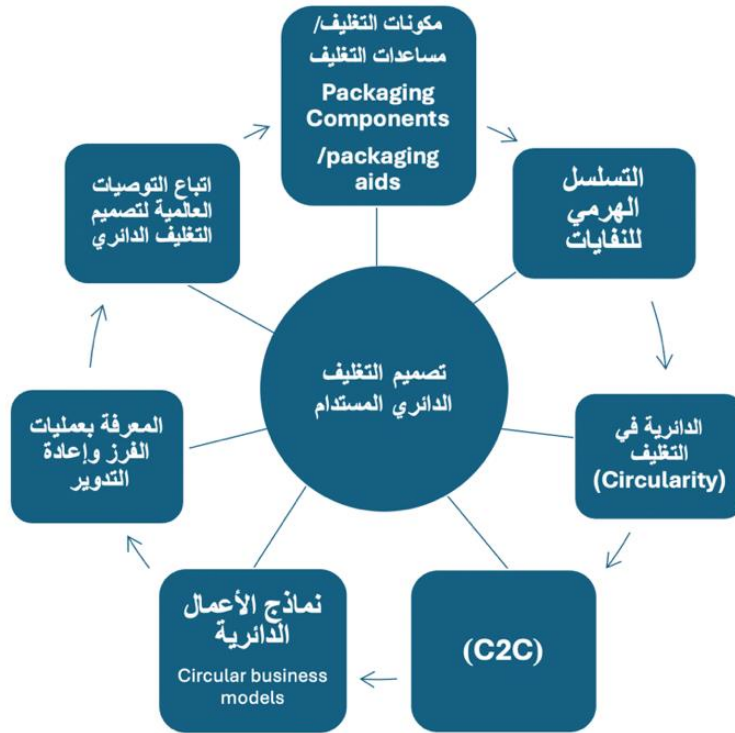 مكونات التغليف/
مساعدات التغليف
Packaging
Components
/packaging
aids
التسلسل
الهرمي
للنفايات
الدائرية في
التغليف
(Circularity)
(C2C)
نماذج الأعمال
الدائرية
Circular business
models
المعرفة بعمليات
الفرز وإعادة
التدوير
اتباع التوصيات
العالمية لتصميم
التغليف الدائري
تصميم التغليف
الدائري المستدام